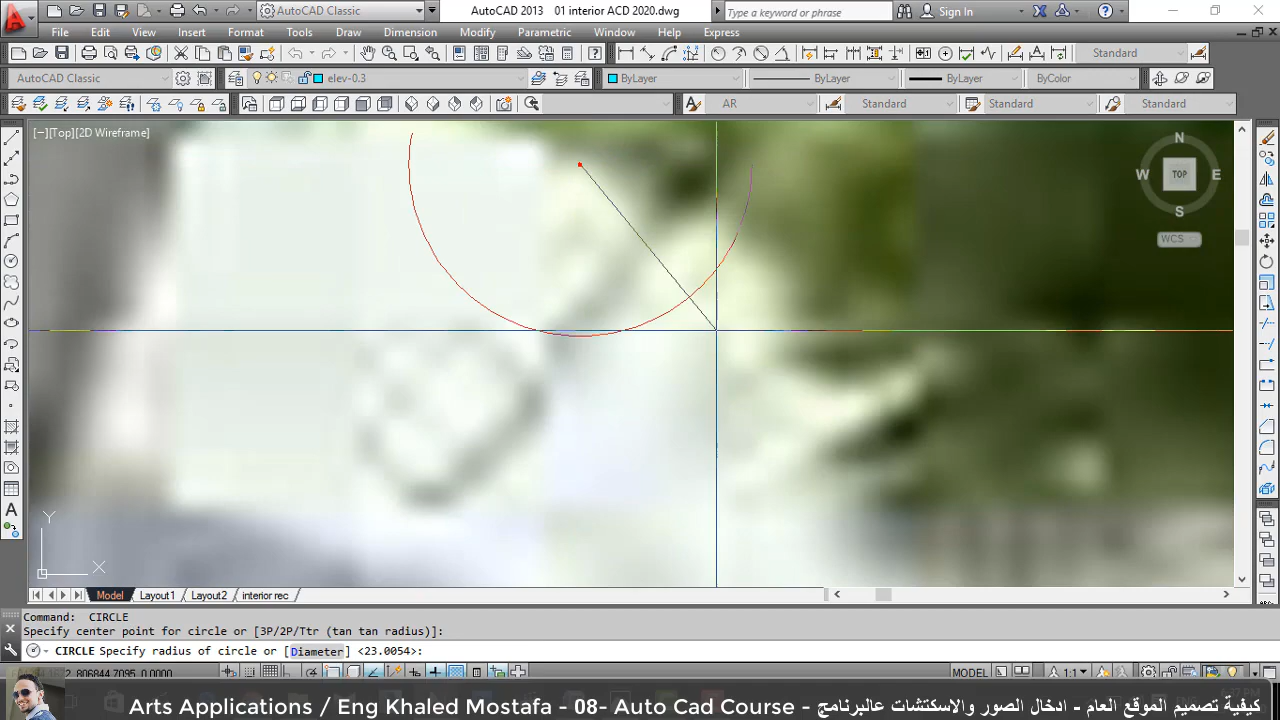 AutoCAD Classic
AutoCAD 2013 01 interior ACD 2020.dwg
Type a keyword or phrase
Sign In
File Edit View Insert Format Tools Draw Dimension Modify Parametric Window Help Express
Standard
AutoCAD Classic
elev-0.3
ByLayer
ByLayer
ByLayer
ByColor
AR
Standard
Standard
Standard
[−][Top][2D Wireframe]
N
W
TOP
E
S
WCS
Y
X
Model Layout1 Layout2 interior rec
Command: CIRCLE
Specify center point for circle or [3P/2P/Ttr (tan tan radius)]:
CIRCLE Specify radius of circle or [Diameter] <23.0054>:
MODEL
1:1
Arts Applications / Eng Khaled Mostafa - 08- Auto Cad Course - كيفية تصميم الموقع العام - ادخال الصور والاسكتشات عالبرنامج